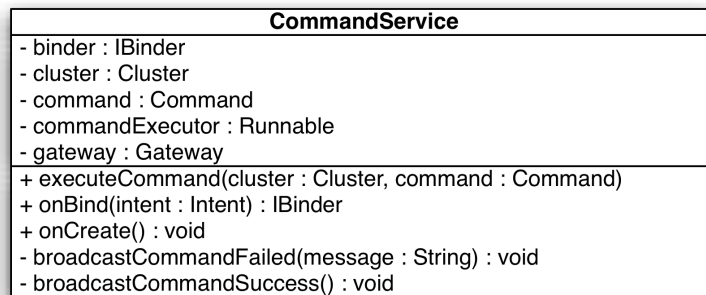 CommandService
- binder : IBinder
- cluster : Cluster
- command : Command
- commandExecutor : Runnable
- gateway : Gateway
+ executeCommand(cluster : Cluster, command : Command)
+ onBind(intent : Intent) : IBinder
+ onCreate() : void
- broadcastCommandFailed(message : String) : void
- broadcastCommandSuccess() : void